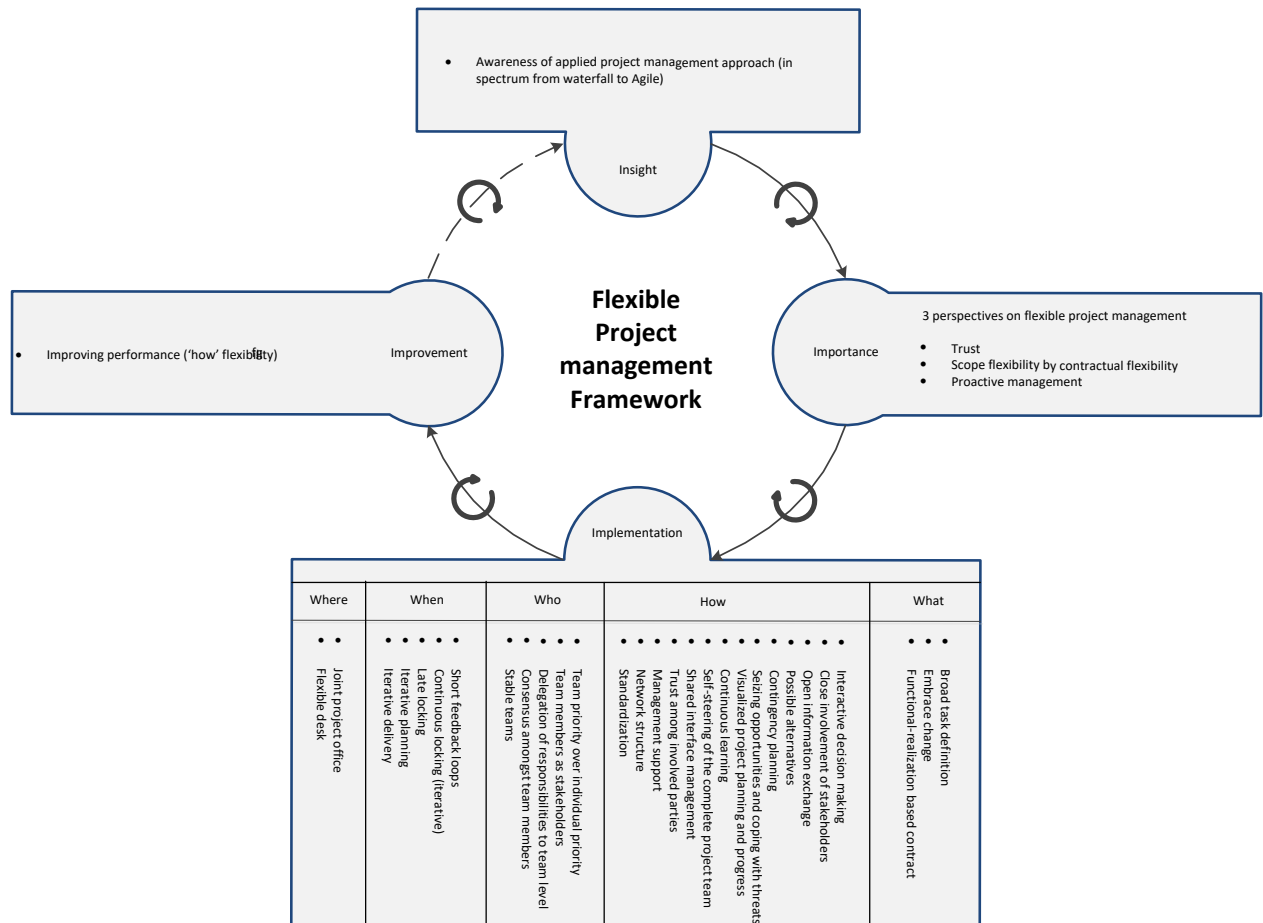 Awareness of applied project management approach (in
spectrum from waterfall to Agile)
Insight
Flexible
Project
management
Framework
Improving performance (‘how’ flexibility)
Improvement
Importance
3 perspectives on flexible project management
Trust
Scope flexibility by contractual flexibility
Proactive management
Implementation
Where
When
Who
How
What
Joint project office
Flexible desk
Short feedback loops
Continuous locking (iterative)
Late locking
Iterative planning
Iterative delivery
Team priority over individual priority
Team members as stakeholders
Delegation of responsibilities to team level
Consensus amongst team members
Stable teams
Interactive decision making
Close involvement of stakeholders
Open information exchange
Possible alternatives
Contingency planning
Seizing opportunities and coping with threats
Visualized project planning and progress
Continuous learning
Self-steering of the complete project team
Shared interface management
Trust among involved parties
Management support
Network structure
Standardization
Broad task definition
Embrace change
Functional-realization based contract